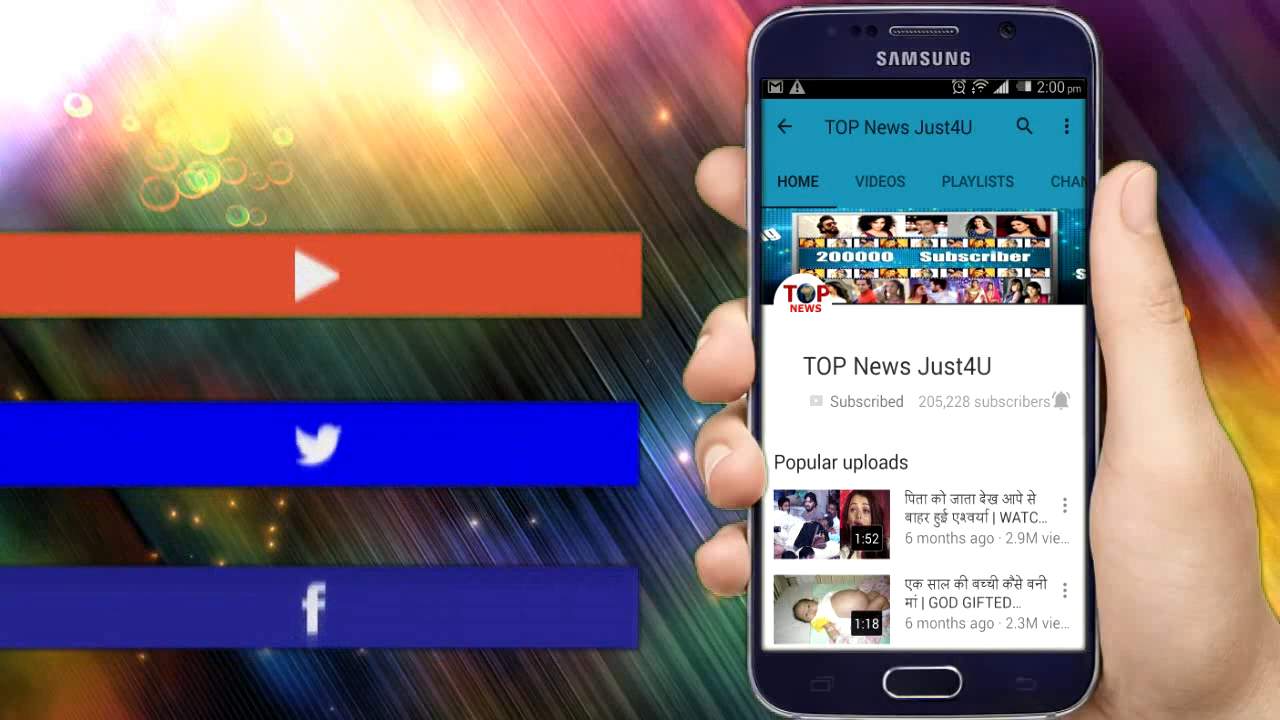 SAMSUNG
2:00 pm
TOP News Just4U
HOME VIDEOS PLAYLISTS CHAN
200000 Subscriber
TOP
NEWS
TOP News Just4U
Subscribed 205,228 subscribers
Popular uploads
पिता को जाता देख आपे से
बाहर हुई एश्वर्या | WATC...
1:52
6 months ago · 2.9M vie...
एक साल की बच्ची कैसे बनी
मां | GOD GIFTED...
1:18
6 months ago · 2.3M vie...